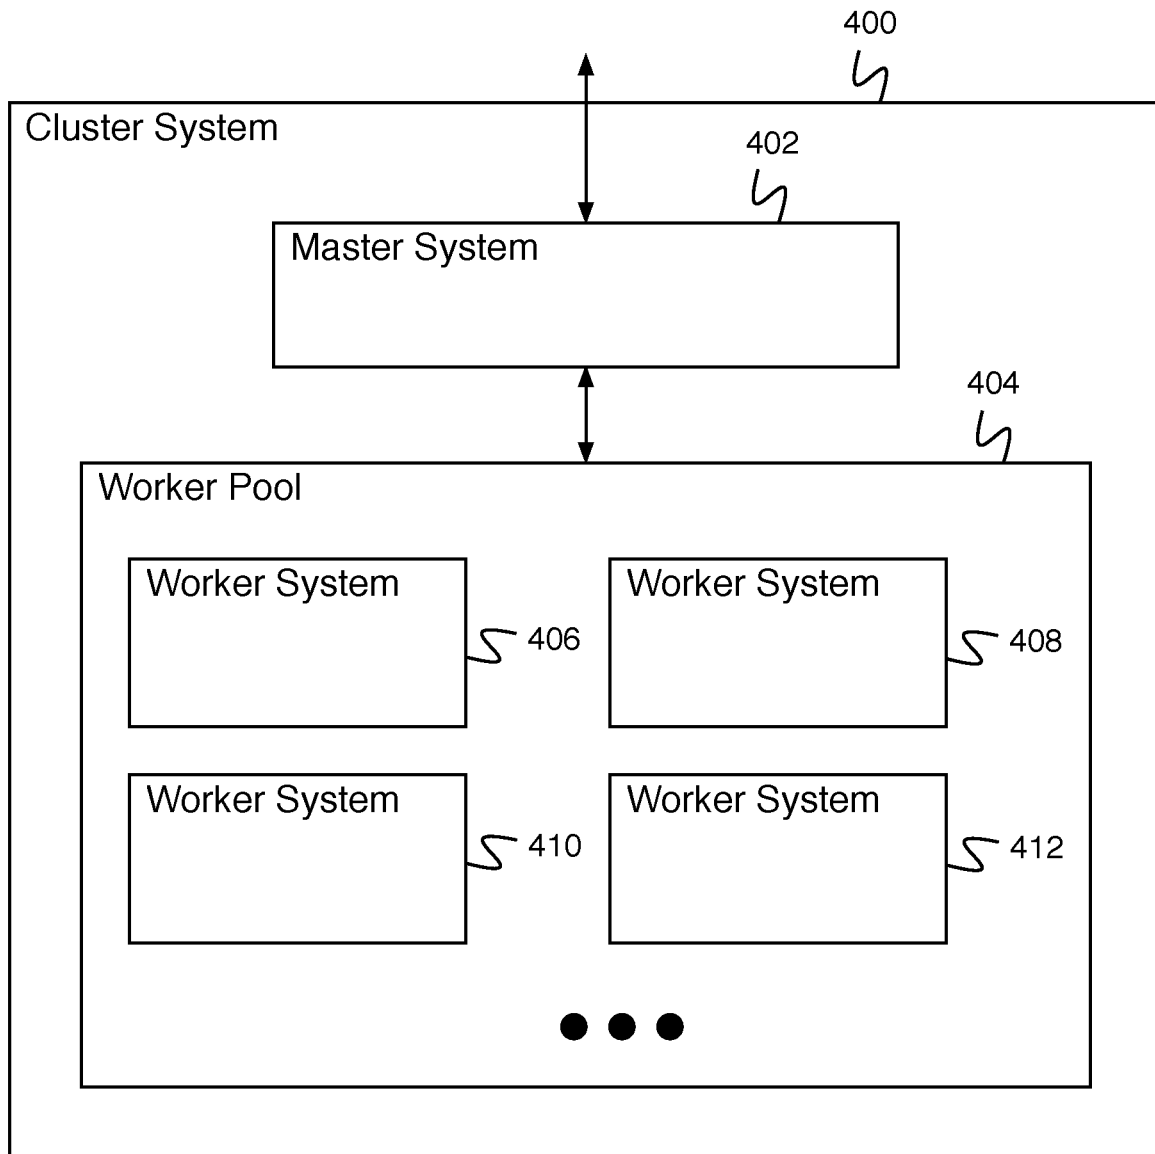 400
Cluster System
402
Master System
404
Worker Pool
Worker System
406
Worker System
408
Worker System
410
Worker System
412